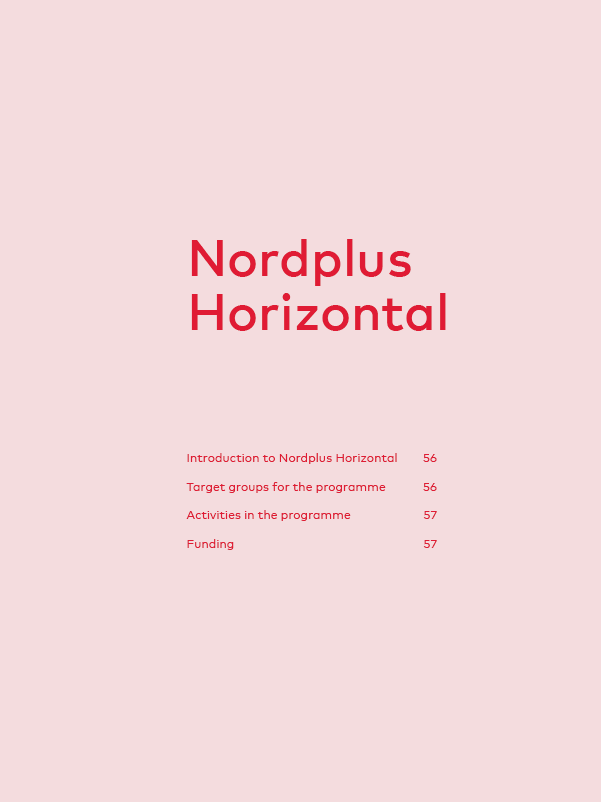 Nordplus
Horizontal
Introduction to Nordplus Horizontal 56
Target groups for the programme 56
Activities in the programme 57
Funding 57